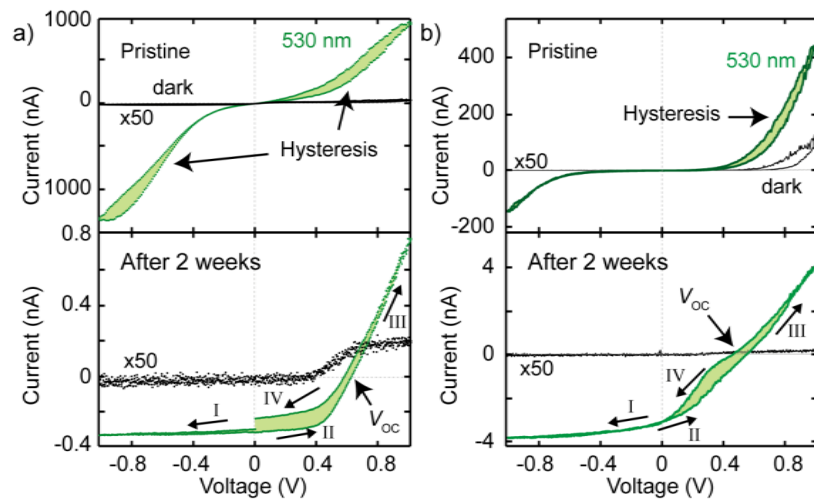 a)
1000
Pristine
530 nm
dark
0
x50
Hysteresis
1000
Current (nA)
0.8
After 2 weeks
0.4
III
x50
0
IV
I
II
VOC
-0.4
Current (nA)
-0.8 -0.4 0 0.4 0.8
Voltage (V)
b)
Pristine
530 nm
400
Hysteresis
200
x50
0
dark
-200
Current (nA)
4
After 2 weeks
VOC
III
x50
0
IV
I
II
-4
Current (nA)
-0.8 -0.4 0 0.4 0.8
Voltage (V)